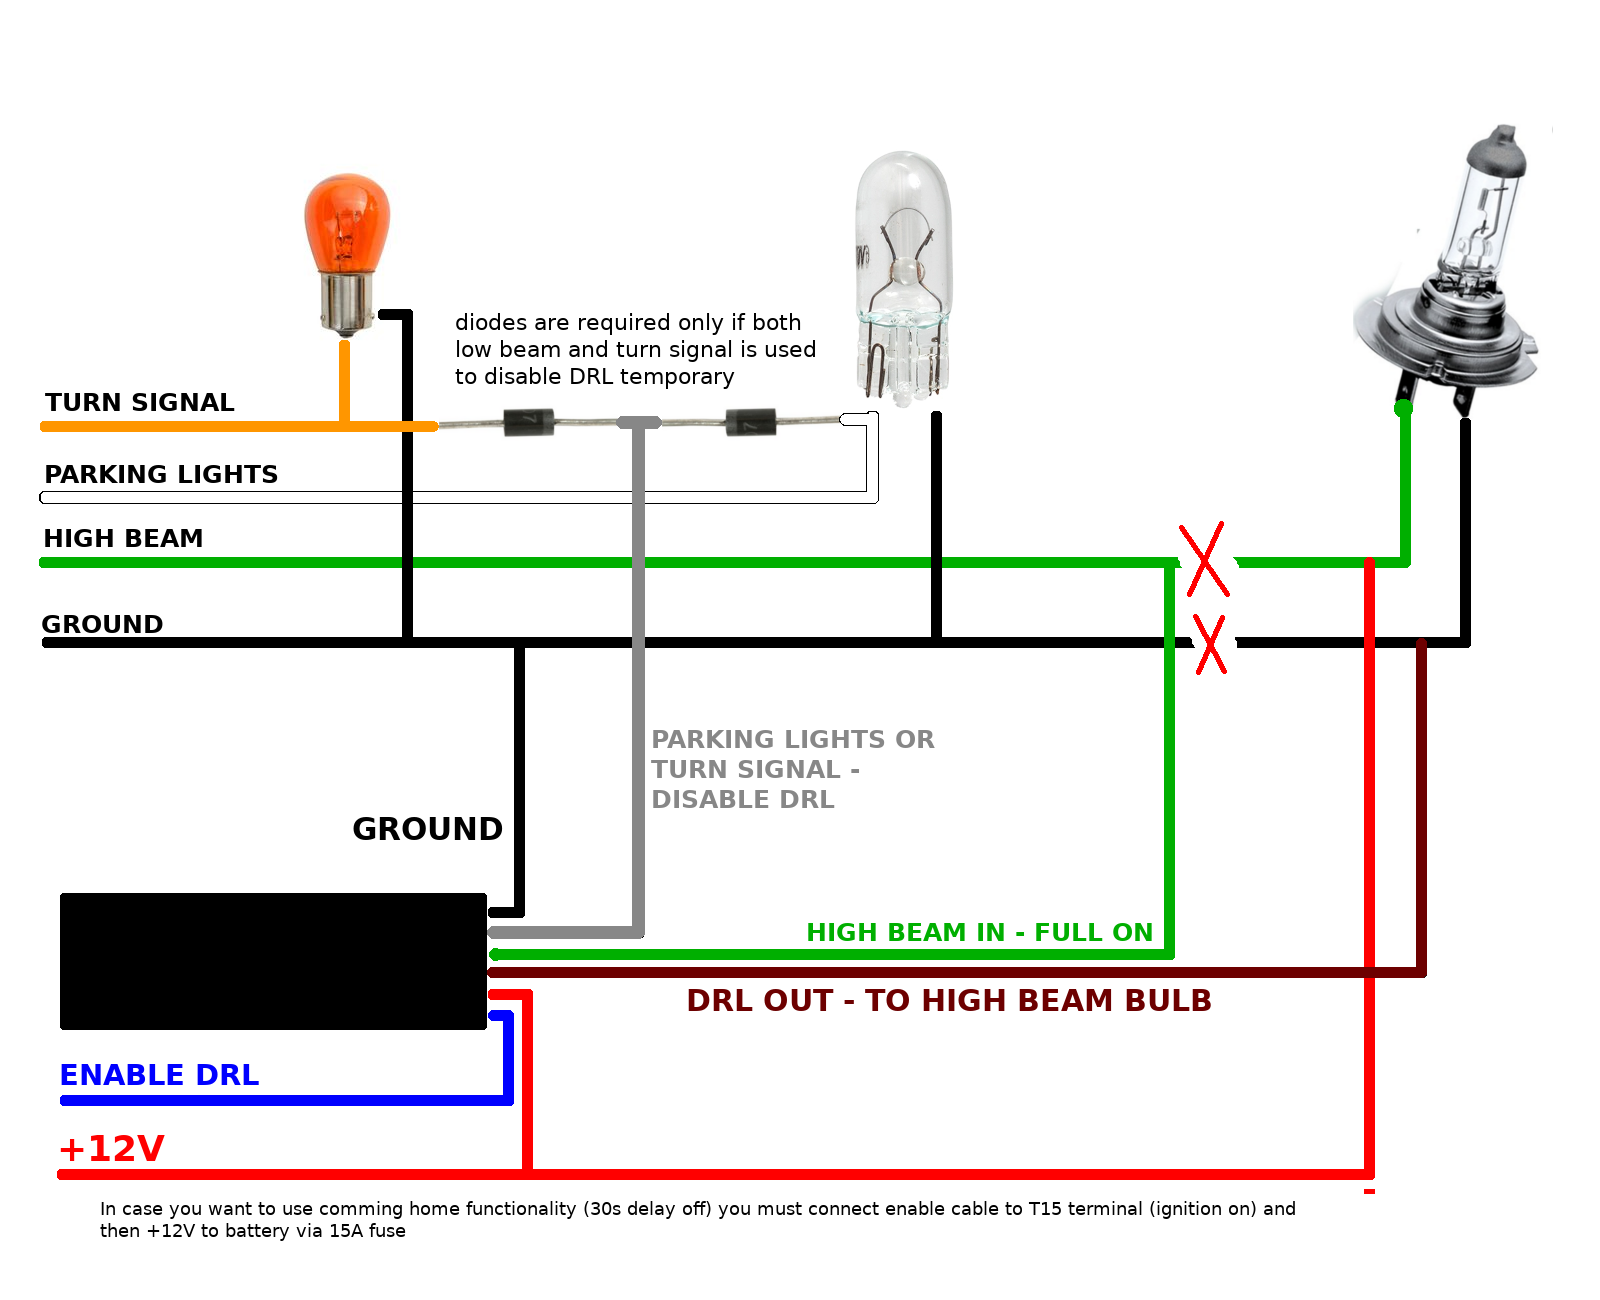 diodes are required only if both
low beam and turn signal is used
to disable DRL temporary
TURN SIGNAL
PARKING LIGHTS
HIGH BEAM
GROUND
PARKING LIGHTS OR
TURN SIGNAL -
DISABLE DRL
GROUND
HIGH BEAM IN - FULL ON
DRL OUT - TO HIGH BEAM BULB
ENABLE DRL
+12V
In case you want to use comming home functionality (30s delay off) you must connect enable cable to T15 terminal (ignition on) and
then +12V to battery via 15A fuse